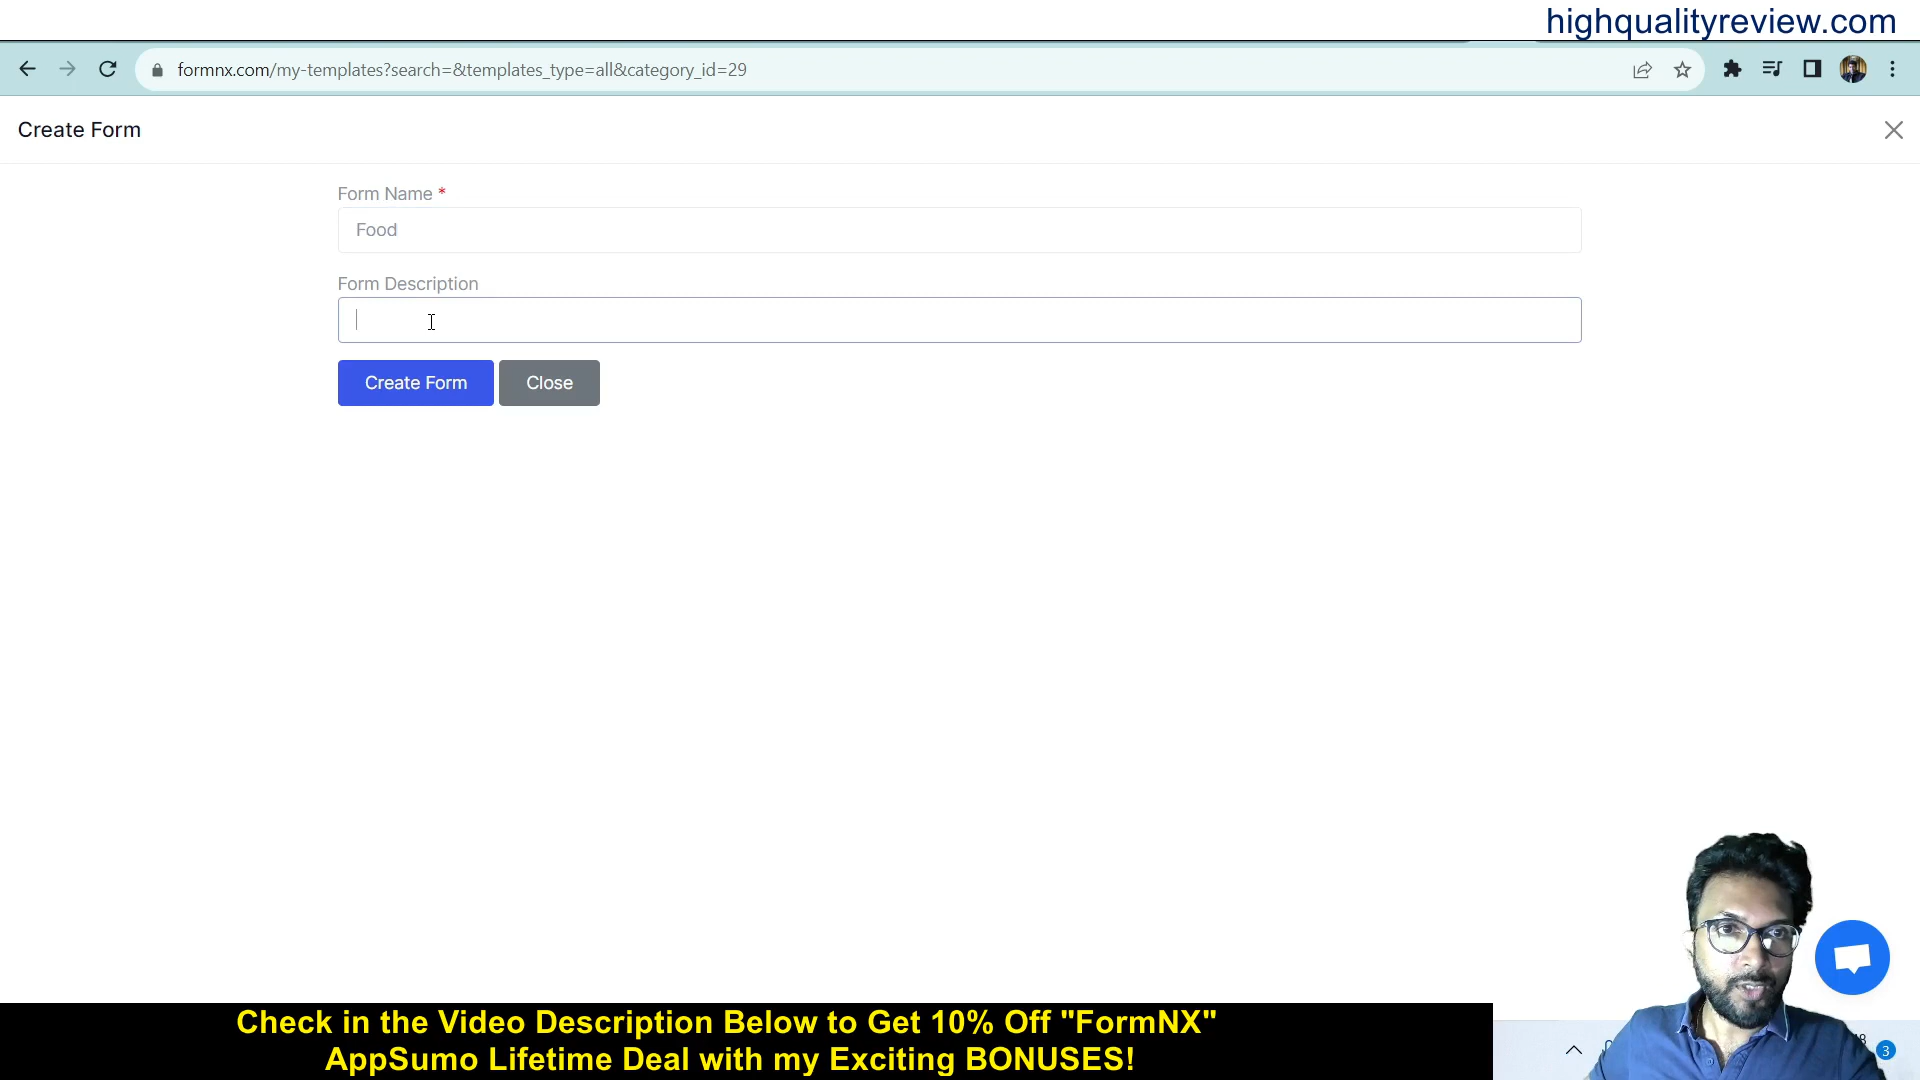 highqualityreview.com
formnx.com/my-templates?search=&templates_type=all&category_id=29
Create Form
Form Name *
Food
Form Description
Create Form
Close
Check in the Video Description Below to Get 10% Off "FormNX"
AppSumo Lifetime Deal with my Exciting BONUSES!
3